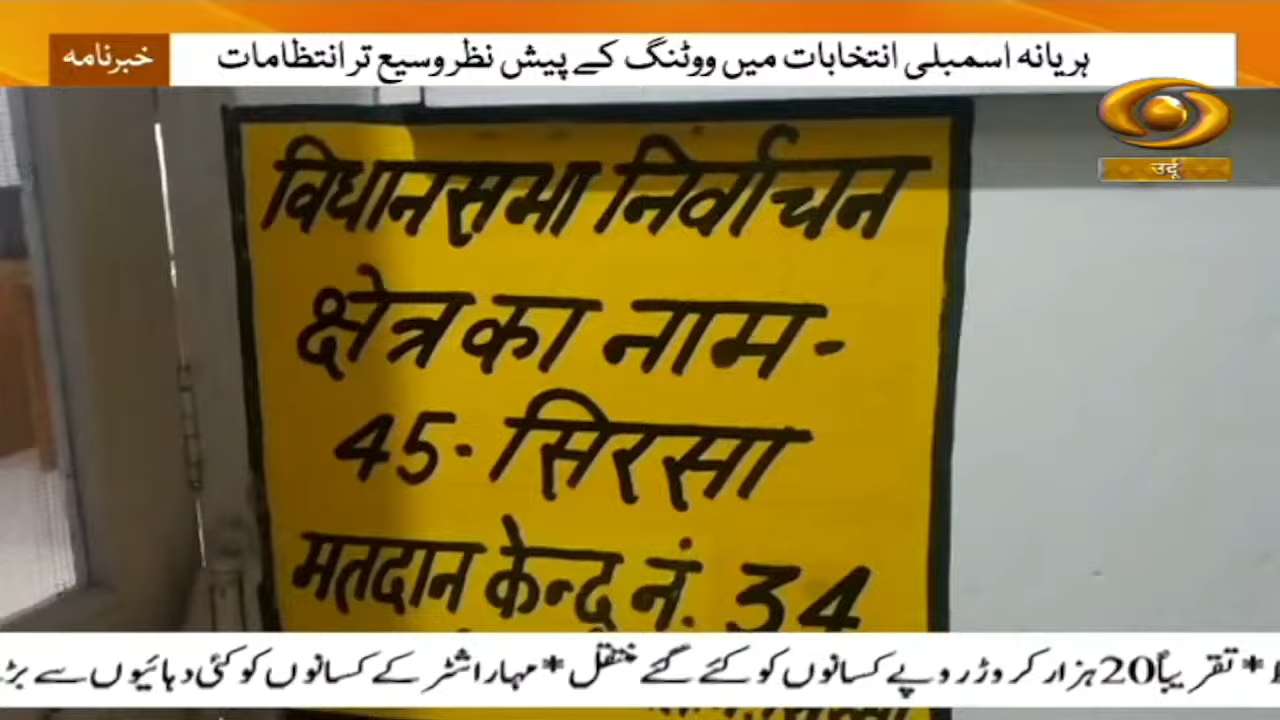 خبرنامہ
ہریانہ اسمبلی انتخابات میں ووٹنگ کے پیش نظر وسیع تر انتظامات
उर्दू
विधानसभा निर्वाचन
क्षेत्र का नाम-
45-सिरसा
मतदान केन्द्र नं. 34
* تقریباً 20 ہزار کروڑ روپے کسانوں کو کئے گئے منتقل * مہاراشٹر کے کسانوں کو کئی دہائیوں سے